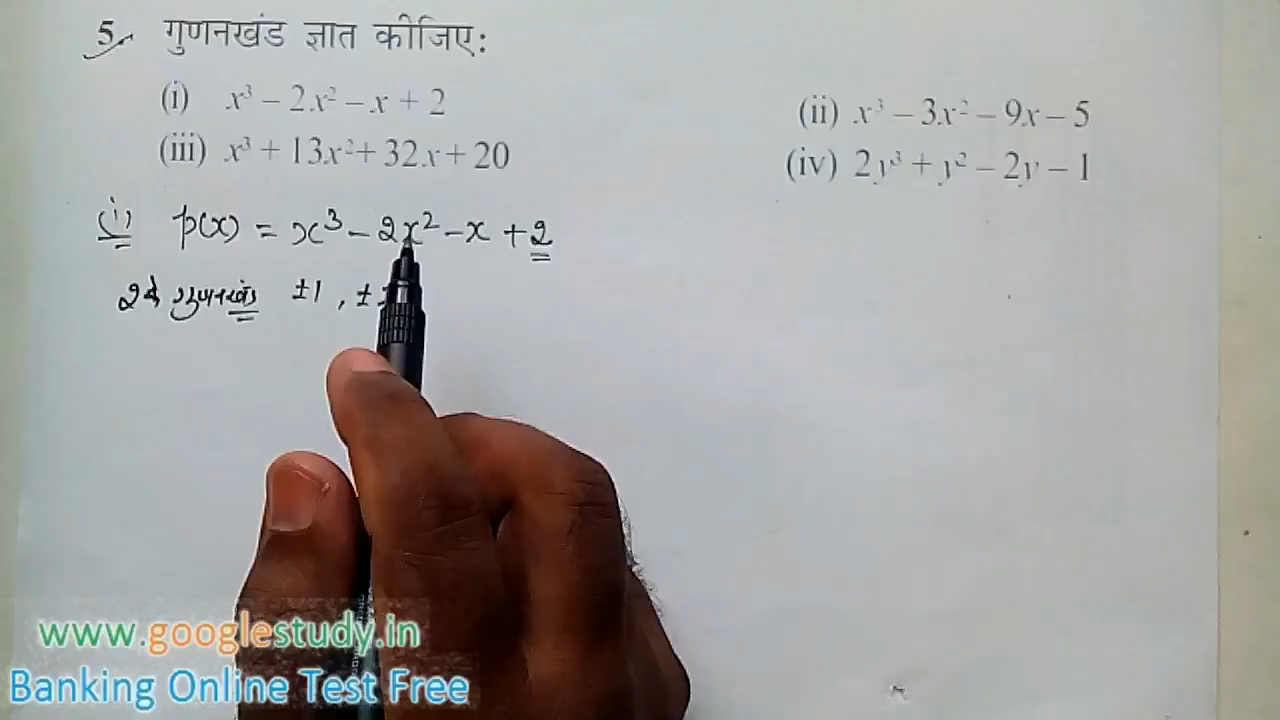 5. गुणनखंड ज्ञात कीजिए:
(i) x³ – 2x² – x + 2
(ii) x³ – 3x² – 9x – 5
(iii) x³ + 13x² + 32x + 20
(iv) 2y³ + y² – 2y – 1
(i) p(x) = x³ – 2x² – x + 2
2 के गुणनखंड ±1 , ±
www.googlestudy.in
Banking Online Test Free